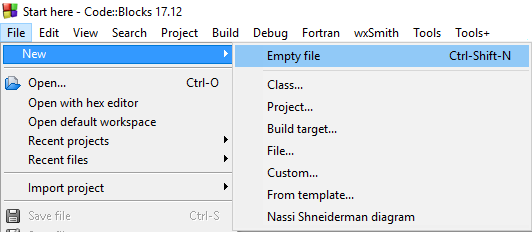 Start here - Code::Blocks 17.12
File Edit View Search Project Build Debug Fortran wxSmith Tools Tools+
New
Empty file Ctrl-Shift-N
Open... Ctrl-O
Open with hex editor
Open default workspace
Recent projects
Recent files
Import project
Save file Ctrl-S
Class...
Project...
Build target...
File...
Custom...
From template...
Nassi Shneiderman diagram